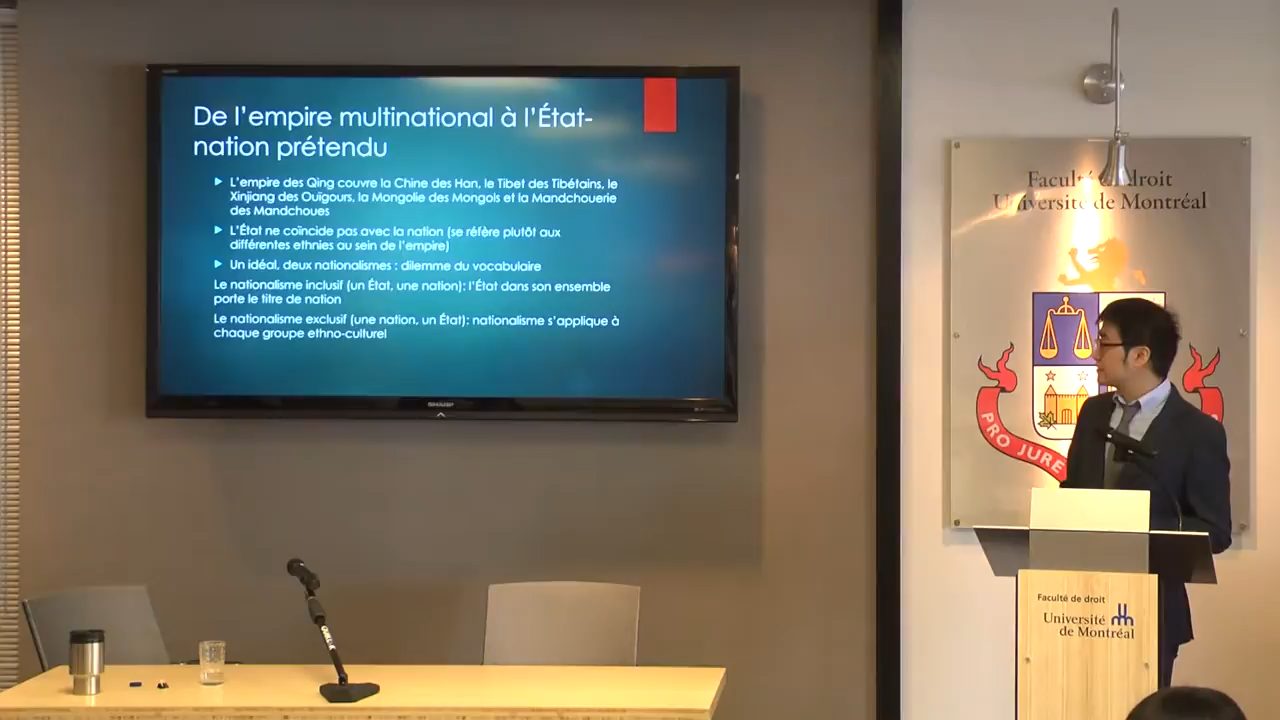 De l'empire multinational à l'État-
nation prétendu
L'empire des Qing couvre la Chine des Han, le Tibet des Tibétains, le
Xinjiang des Ouïgours, la Mongolie des Mongols et la Mandchouerie
des Mandchoues
L'État ne coïncide pas avec la nation (se réfère plutôt aux
différentes ethnies au sein de l'empire)
Un idéal, deux nationalismes : dilemme du vocabulaire
Le nationalisme inclusif (un État, une nation): l'État dans son ensemble
porte le titre de nation
Le nationalisme exclusif (une nation, un État): nationalisme s'applique à
chaque groupe ethno-culturel
SHARP
Faculté de droit
Université de Montréal
PRO JURE
Faculté de droit
Université
de Montréal